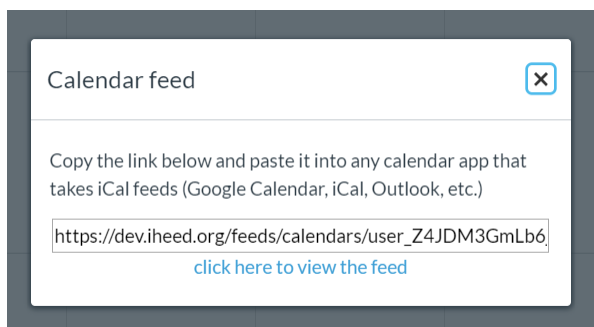 Calendar feed
Copy the link below and paste it into any calendar app that
takes iCal feeds (Google Calendar, iCal, Outlook, etc.)
https://dev.iheed.org/feeds/calendars/user_Z4JDM3GmLb6
click here to view the feed